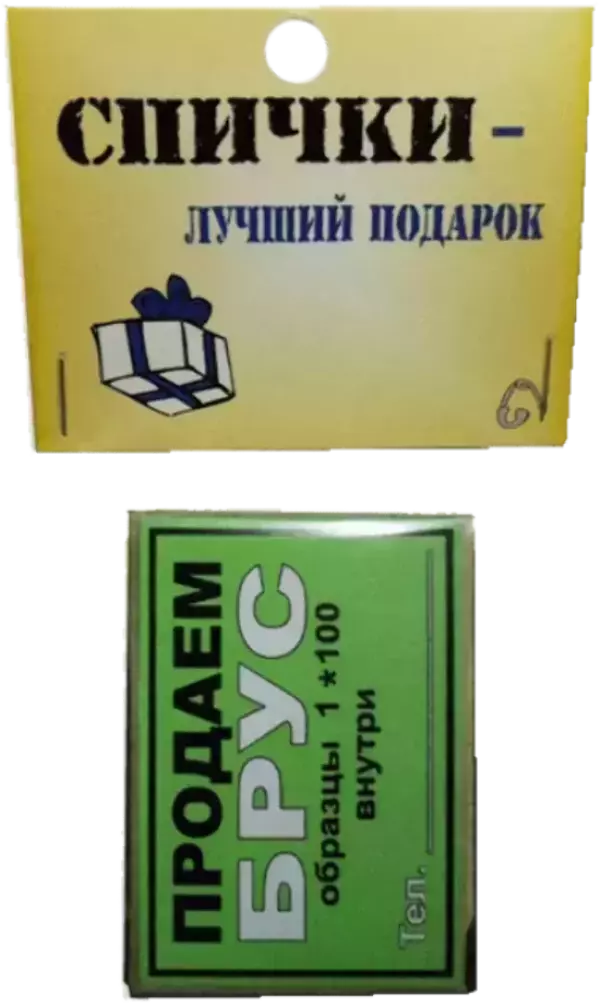 СПИЧКИ -
ЛУЧШИЙ ПОДАРОК
ПРОДАЕМ
БРУС
образцы 1*100
внутри
Тел.